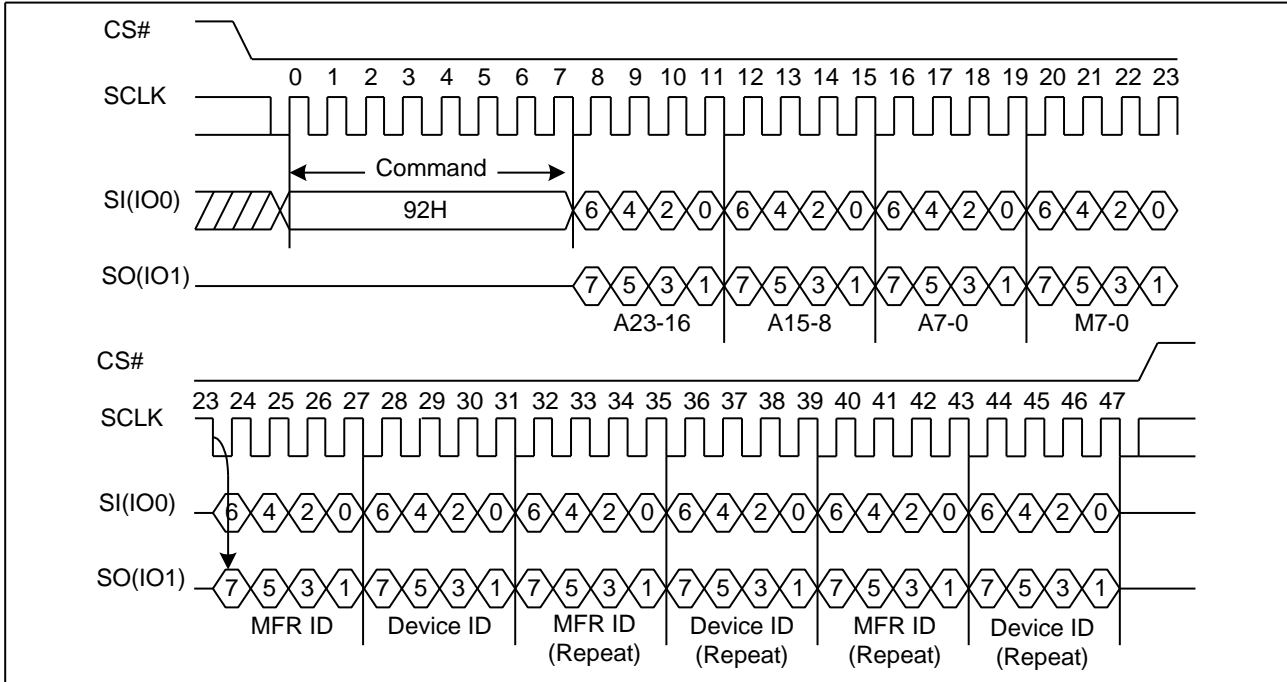 CS#
0 1 2 3 4 5 6 7 8 9 10 11 12 13 14 15 16 17 18 19 20 21 22 23
SCLK
Command
SI(IO0)
92H 6 4 2 0 6 4 2 0 6 4 2 0 6 4 2 0
SO(IO1)
7 5 3 1 7 5 3 1 7 5 3 1 7 5 3 1
A23-16 A15-8 A7-0 M7-0
CS#
23 24 25 26 27 28 29 30 31 32 33 34 35 36 37 38 39 40 41 42 43 44 45 46 47
SCLK
SI(IO0)
6 4 2 0 6 4 2 0 6 4 2 0 6 4 2 0 6 4 2 0 6 4 2 0
SO(IO1)
7 5 3 1 7 5 3 1 7 5 3 1 7 5 3 1 7 5 3 1 7 5 3 1
MFR ID Device ID MFR ID Device ID MFR ID Device ID
(Repeat) (Repeat) (Repeat) (Repeat)